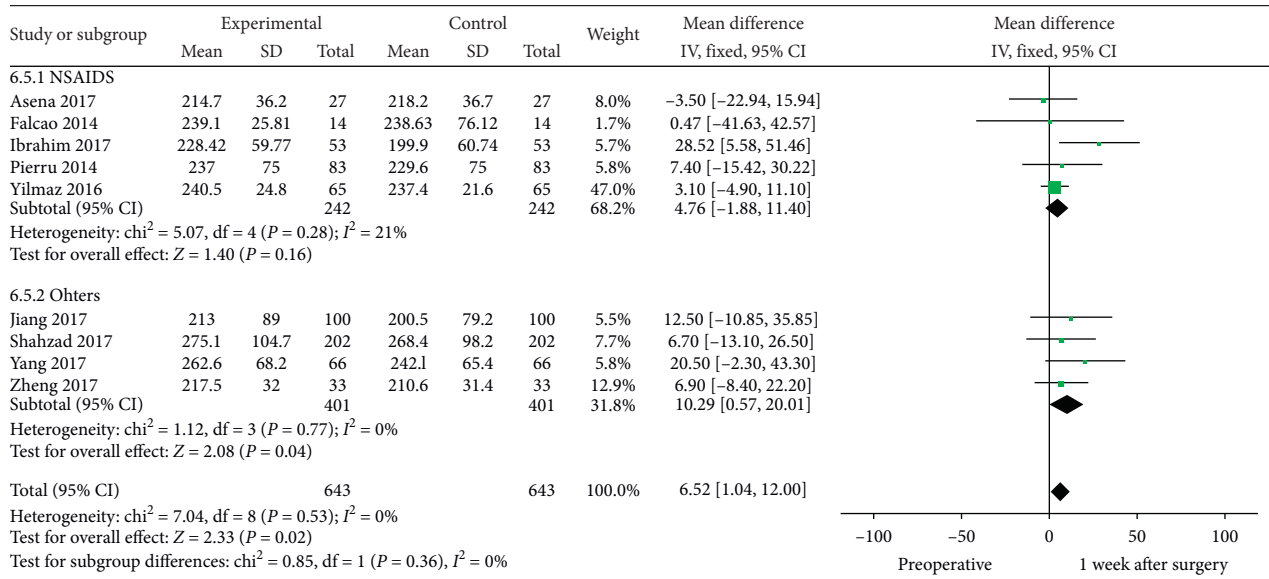 Study or subgroup Experimental Control Weight Mean difference Mean difference
Mean SD Total Mean SD Total IV, fixed, 95% CI IV, fixed, 95% CI
6.5.1 NSAIDS
Asena 2017 214.7 36.2 27 218.2 36.7 27 8.0% −3.50 [−22.94, 15.94]
Falcao 2014 239.1 25.81 14 238.63 76.12 14 1.7% 0.47 [−41.63, 42.57]
Ibrahim 2017 228.42 59.77 53 199.9 60.74 53 5.7% 28.52 [5.58, 51.46]
Pierru 2014 237 75 83 229.6 75 83 5.8% 7.40 [−15.42, 30.22]
Yilmaz 2016 240.5 24.8 65 237.4 21.6 65 47.0% 3.10 [−4.90, 11.10]
Subtotal (95% CI) 242 242 68.2% 4.76 [−1.88, 11.40]
Heterogeneity: chi² = 5.07, df = 4 (P = 0.28); I² = 21%
Test for overall effect: Z = 1.40 (P = 0.16)
6.5.2 Ohters
Jiang 2017 213 89 100 200.5 79.2 100 5.5% 12.50 [−10.85, 35.85]
Shahzad 2017 275.1 104.7 202 268.4 98.2 202 7.7% 6.70 [−13.10, 26.50]
Yang 2017 262.6 68.2 66 242.l 65.4 66 5.8% 20.50 [−2.30, 43.30]
Zheng 2017 217.5 32 33 210.6 31.4 33 12.9% 6.90 [−8.40, 22.20]
Subtotal (95% CI) 401 401 31.8% 10.29 [0.57, 20.01]
Heterogeneity: chi² = 1.12, df = 3 (P = 0.77); I² = 0%
Test for overall effect: Z = 2.08 (P = 0.04)
Total (95% CI) 643 643 100.0% 6.52 [1.04, 12.00]
Heterogeneity: chi² = 7.04, df = 8 (P = 0.53); I² = 0%
Test for overall effect: Z = 2.33 (P = 0.02)
Test for subgroup differences: chi² = 0.85, df = 1 (P = 0.36), I² = 0%
−100 −50 0 50 100
Preoperative 1 week after surgery